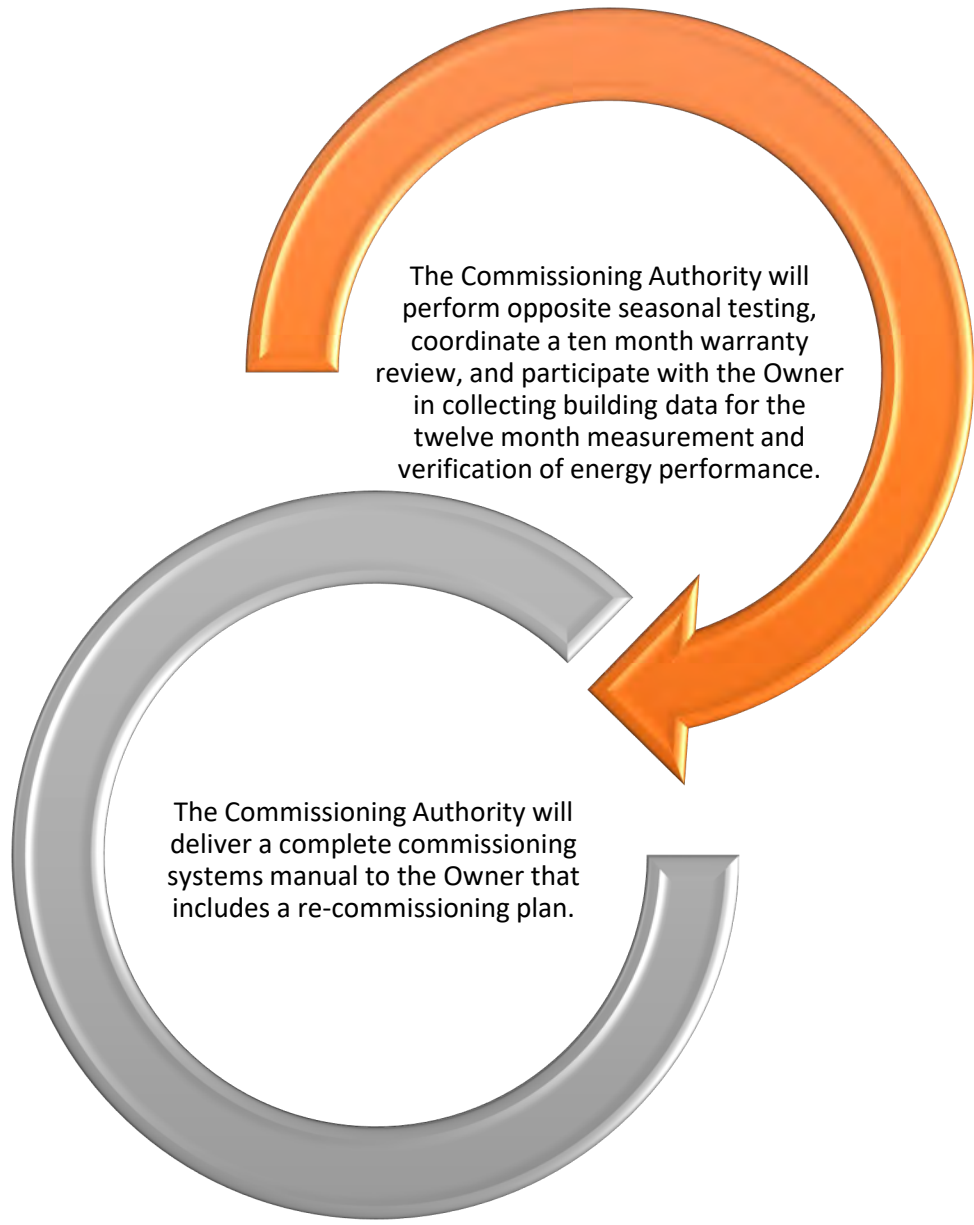 The Commissioning Authority will
perform opposite seasonal testing,
coordinate a ten month warranty
review, and participate with the Owner
in collecting building data for the
twelve month measurement and
verification of energy performance.
The Commissioning Authority will
deliver a complete commissioning
systems manual to the Owner that
includes a re-commissioning plan.